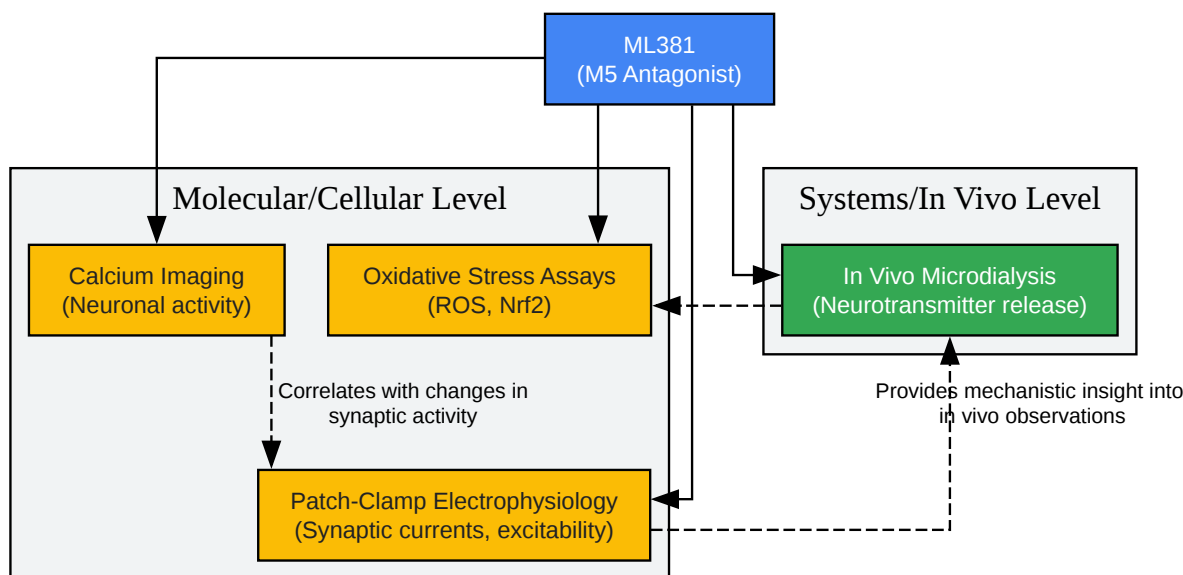 ML381
(M5 Antagonist)
Molecular/Cellular Level
Systems/In Vivo Level
Calcium Imaging
(Neuronal activity)
Oxidative Stress Assays
(ROS, Nrf2)
In Vivo Microdialysis
(Neurotransmitter release)
Correlates with changes in
synaptic activity
Provides mechanistic insight into
in vivo observations
Patch-Clamp Electrophysiology
(Synaptic currents, excitability)